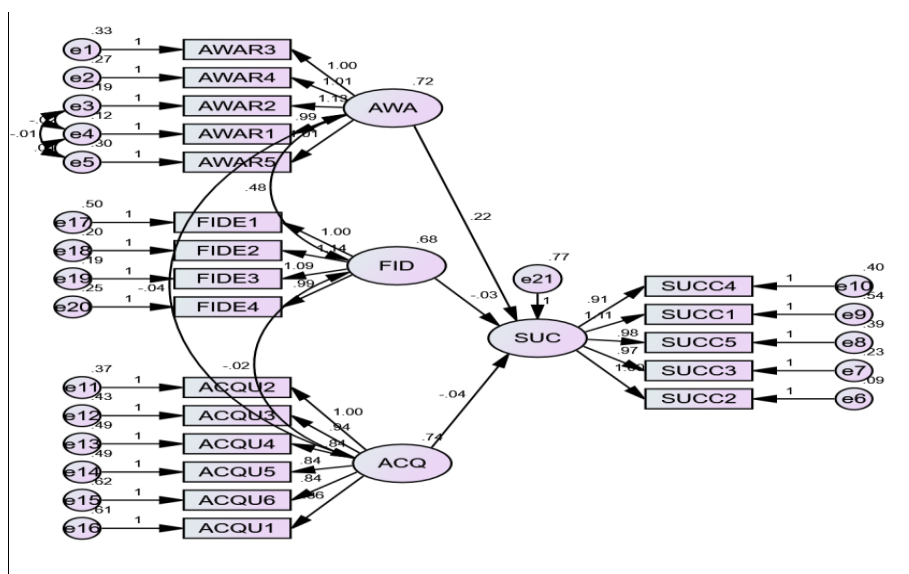 .33
e1 1 AWAR3
.27
e2 1 AWAR4
.19
e3 1 AWAR2
.12
e4 1 AWAR1
.30
e5 1 AWAR5
-.01
1.00
1.01
1.13
.99
.72
AWA
.48
.22
.50
e17 1 FIDE1
.20
e18 1 FIDE2
.19
e19 1 FIDE3
.25
e20 1 FIDE4
1.00
1.14
1.09
.99
.68
FID
-.03
-.04
-.02
.77
e21
1
SUC
.91
1.11
.98
.97
SUCC4 1 e10
.40
SUCC1 1 e9
.54
SUCC5 1 e8
.39
SUCC3 1 e7
.23
SUCC2 1 e6
.09
.37
e11 1 ACQU2
.43
e12 1 ACQU3
.49
e13 1 ACQU4
.49
e14 1 ACQU5
.62
e15 1 ACQU6
.61
e16 1 ACQU1
1.00
.94
.84
.84
.84
.74
ACQ
-.04